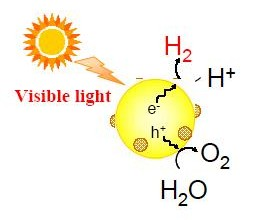 H₂
H⁺
Visible light
e⁻
h⁺
O₂
H₂O